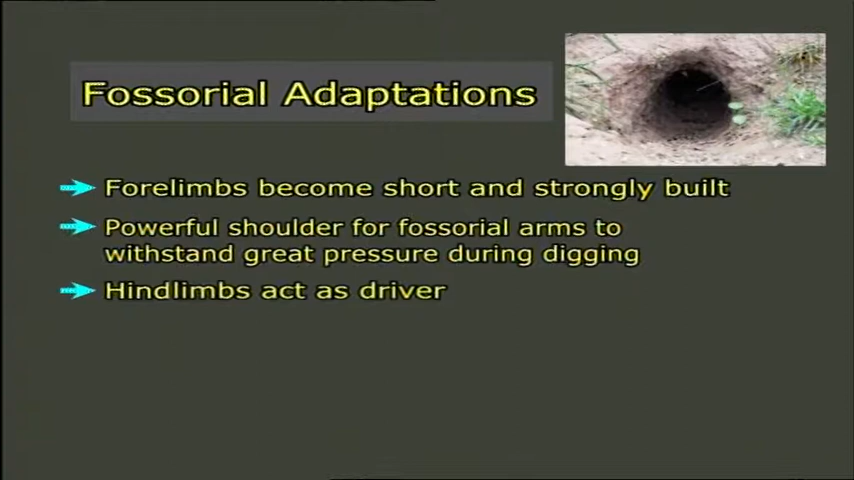 Fossorial Adaptations
Forelimbs become short and strongly built
Powerful shoulder for fossorial arms to
withstand great pressure during digging
Hindlimbs act as driver